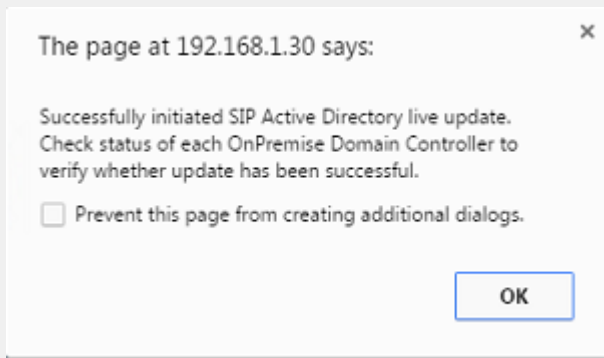 The page at 192.168.1.30 says:
Successfully initiated SIP Active Directory live update.
Check status of each OnPremise Domain Controller to
verify whether update has been successful.
Prevent this page from creating additional dialogs.
OK